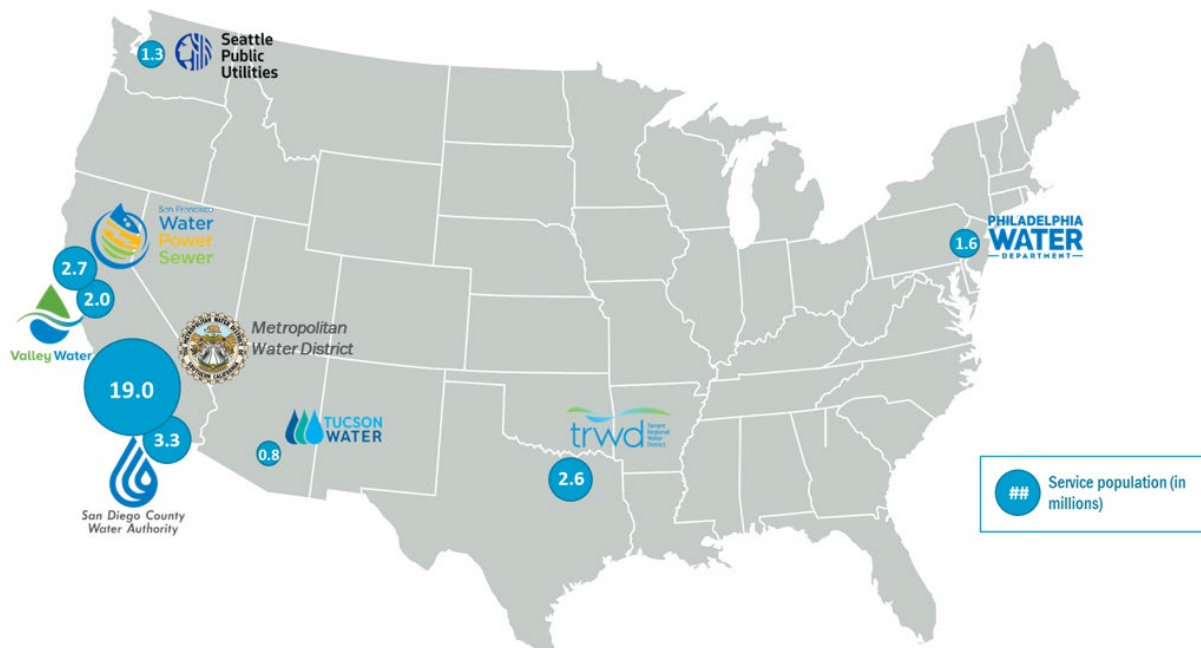 1.3
Seattle
Public
Utilities
San Francisco
Water
Power
Sewer
2.7
2.0
Valley Water
Metropolitan
Water District
19.0
3.3
San Diego County
Water Authority
TUCSON
WATER
0.8
trwd
Tarrant
Regional
Water
District
2.6
1.6
PHILADELPHIA
WATER
DEPARTMENT
##
Service population (in
millions)